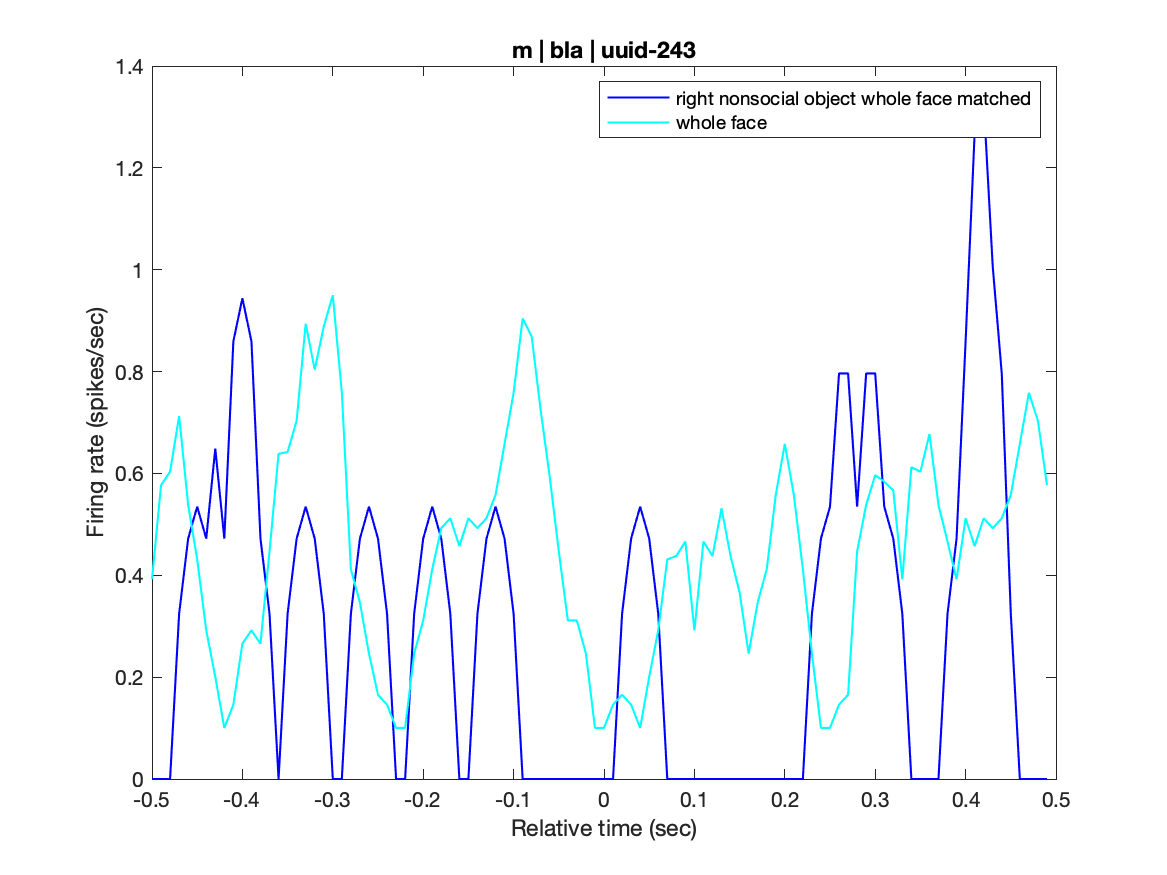 m | bla | uuid-243
right nonsocial object whole face matched
whole face
1.4
1.2
1
0.8
0.6
0.4
0.2
0
Firing rate (spikes/sec)
-0.5 -0.4 -0.3 -0.2 -0.1 0 0.1 0.2 0.3 0.4 0.5
Relative time (sec)